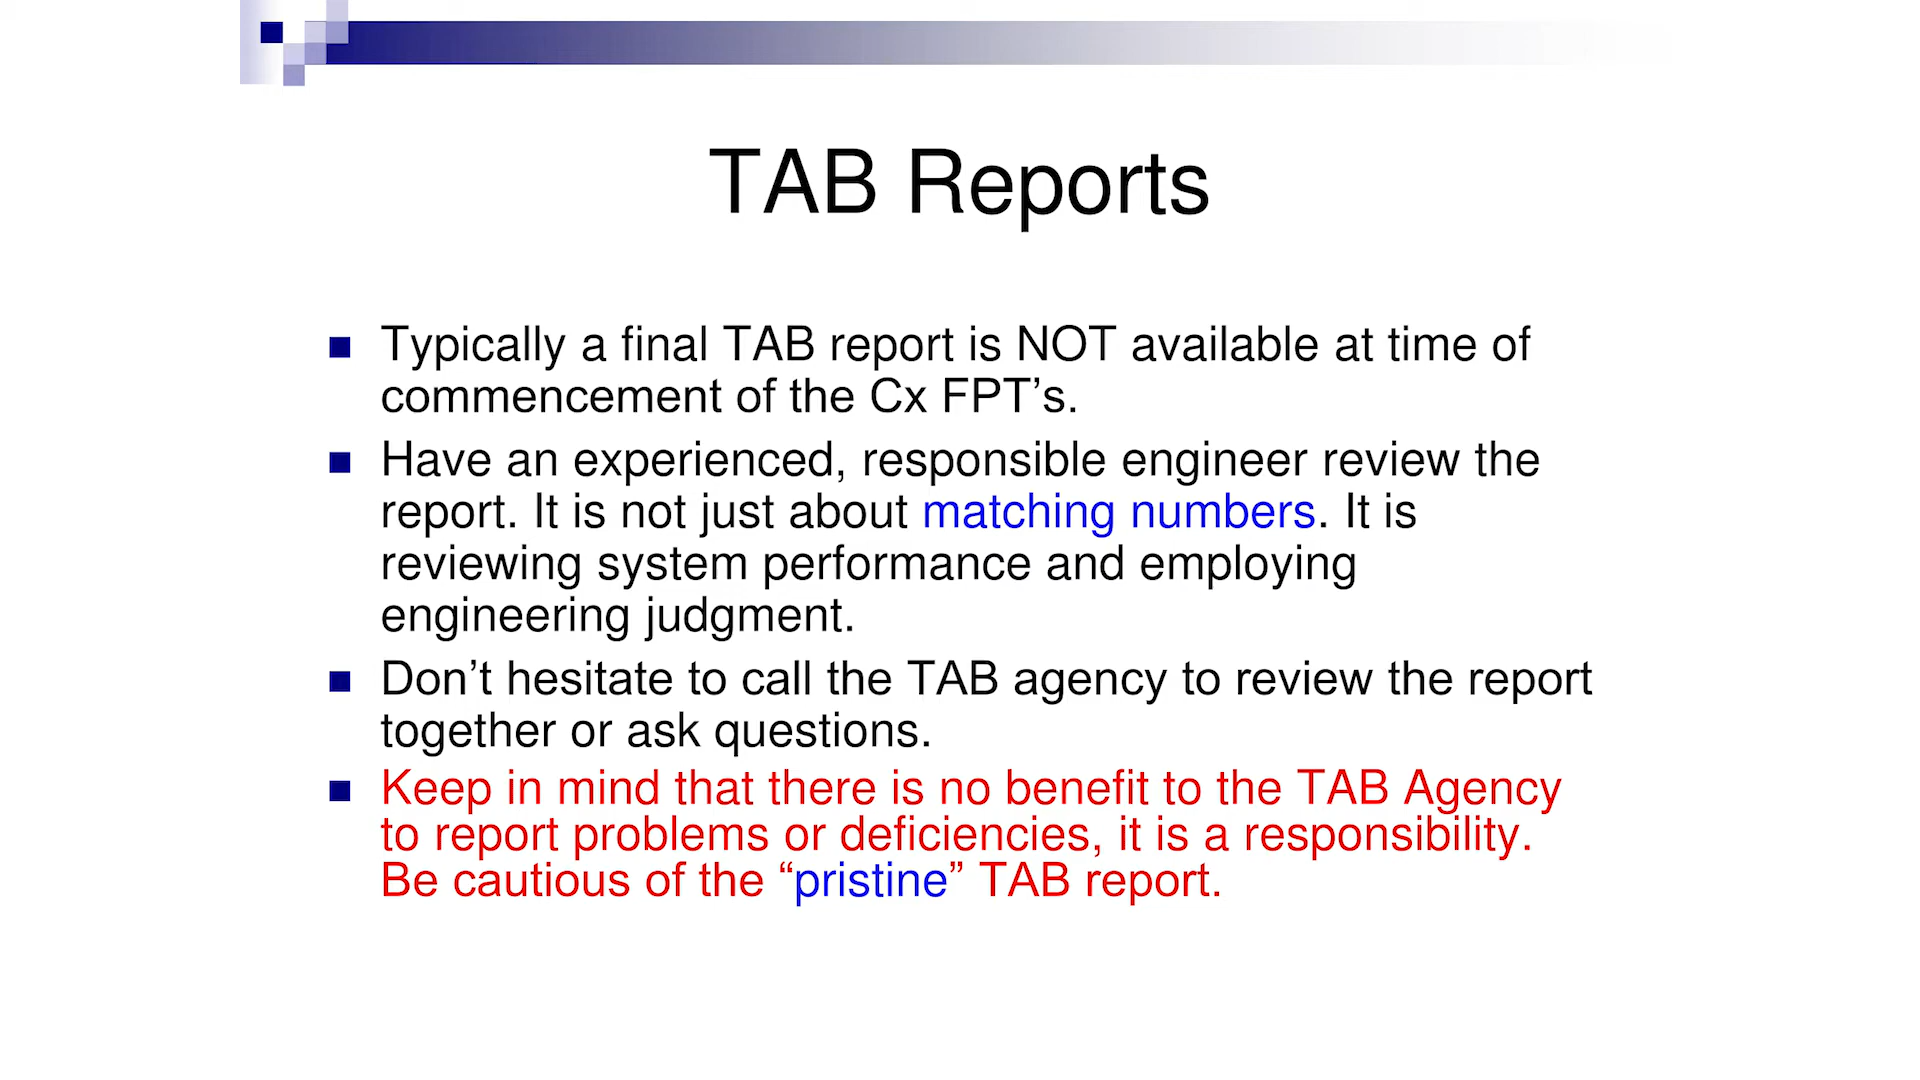 TAB Reports
Typically a final TAB report is NOT available at time of
commencement of the Cx FPT’s.
Have an experienced, responsible engineer review the
report. It is not just about matching numbers. It is
reviewing system performance and employing
engineering judgment.
Don’t hesitate to call the TAB agency to review the report
together or ask questions.
Keep in mind that there is no benefit to the TAB Agency
to report problems or deficiencies, it is a responsibility.
Be cautious of the “pristine” TAB report.